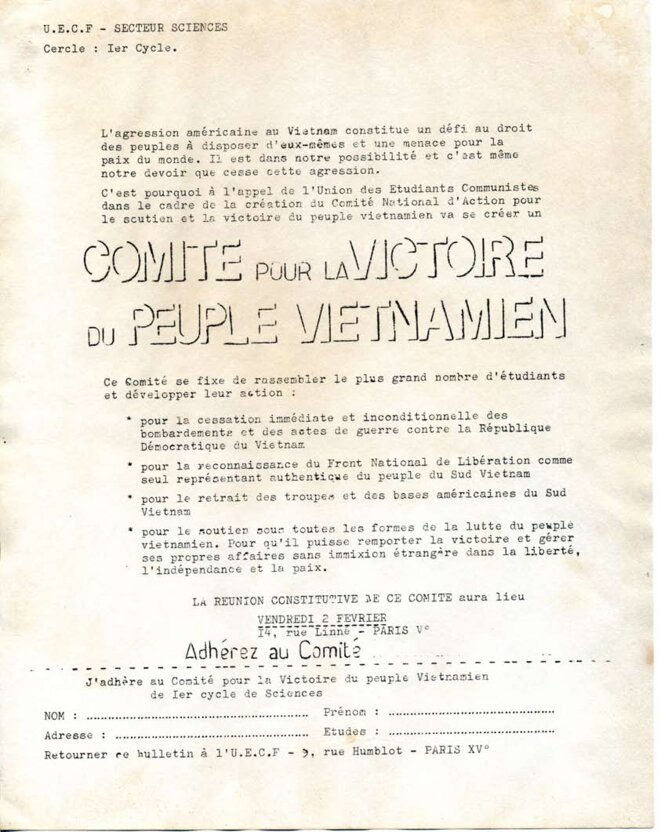 U.E.C.F - SECTEUR SCIENCES
Cercle : Ier Cycle.
L'agression américaine au Vietnam constitue un défi au droit
des peuples à disposer d'eux-mêmes et une menace pour la
paix du monde. Il est dans notre possibilité et c'est même
notre devoir que cesse cette agression.
C'est pourquoi à l'appel de l'Union des Etudiants Communistes
dans le cadre de la création du Comité National d'Action pour
le soutien et la victoire du peuple vietnamien va se créer un
COMITE POUR LA VICTOIRE
DU PEUPLE VIETNAMIEN
Ce Comité se fixe de rassembler le plus grand nombre d'étudiants
et développer leur action :
* pour la cessation immédiate et inconditionnelle des
bombardements et des actes de guerre contre la République
Démocratique du Vietnam
* pour la reconnaissance du Front National de Libération comme
seul représentant authentique du peuple du Sud Vietnam
* pour le retrait des troupes et des bases américaines du Sud
Vietnam
* pour le soutien sous toutes les formes de la lutte du peuple
vietnamien. Pour qu'il puisse remporter la victoire et gérer
ses propres affaires sans immixion étrangère dans la liberté,
l'indépendance et la paix.
LA REUNION CONSTITUTIVE DE CE COMITE aura lieu
VENDREDI 2 FEVRIER
I4, rue Linné - PARIS V°
Adhérez au Comité
J'adhère au Comité pour la Victoire du peuple Vietnamien
de Ier cycle de Sciences
NOM : .................................... Prénom : ...........................
Adresse : ............................... Etudes : ...........................
Retourner ce bulletin à l'U.E.C.F - 9, rue Humblot - PARIS XV°